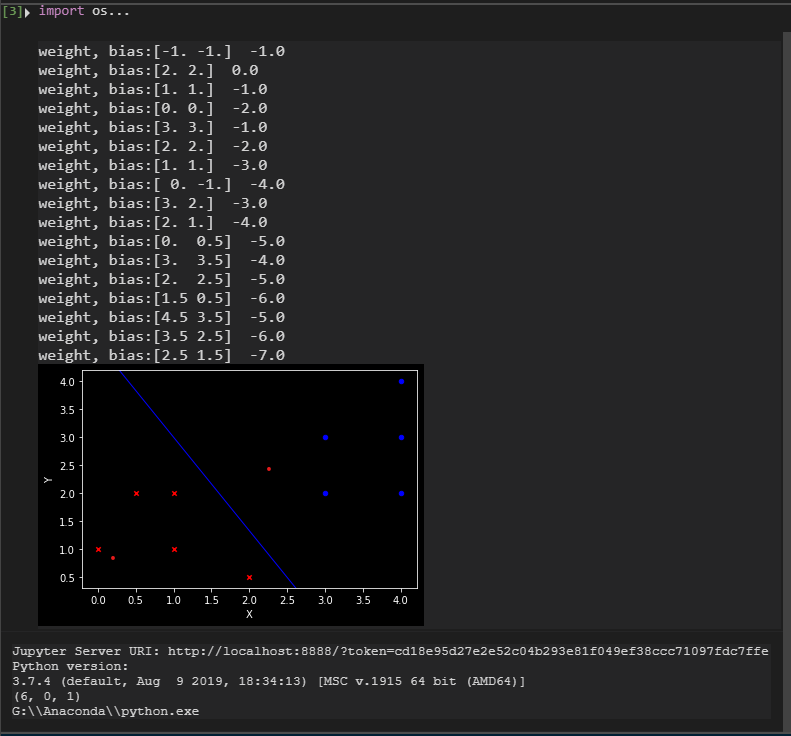 [3] import os...
weight, bias:[-1. -1.]  -1.0
weight, bias:[2. 2.]  0.0
weight, bias:[1. 1.]  -1.0
weight, bias:[0. 0.]  -2.0
weight, bias:[3. 3.]  -1.0
weight, bias:[2. 2.]  -2.0
weight, bias:[1. 1.]  -3.0
weight, bias:[ 0. -1.]  -4.0
weight, bias:[3. 2.]  -3.0
weight, bias:[2. 1.]  -4.0
weight, bias:[0.  0.5]  -5.0
weight, bias:[3.  3.5]  -4.0
weight, bias:[2.  2.5]  -5.0
weight, bias:[1.5 0.5]  -6.0
weight, bias:[4.5 3.5]  -5.0
weight, bias:[3.5 2.5]  -6.0
weight, bias:[2.5 1.5]  -7.0
4.0
3.5
3.0
2.5
2.0
1.5
1.0
0.5
Y
0.0 0.5 1.0 1.5 2.0 2.5 3.0 3.5 4.0
X
Jupyter Server URI: http://localhost:8888/?token=cd18e95d27e2e52c04b293e81f049ef38ccc71097fdc7ffe
Python version:
3.7.4 (default, Aug  9 2019, 18:34:13) [MSC v.1915 64 bit (AMD64)]
(6, 0, 1)
G:\\Anaconda\\python.exe